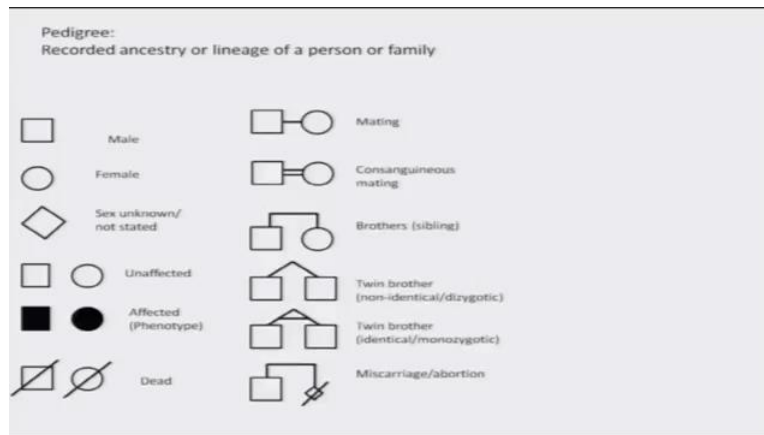 Pedigree:
Recorded ancestry or lineage of a person or family
Male
Female
Sex unknown/
not stated
Unaffected
Affected
(Phenotype)
Dead
Mating
Consanguineous
mating
Brothers (sibling)
Twin brother
(non-identical/dizygotic)
Twin brother
(identical/monozygotic)
Miscarriage/abortion